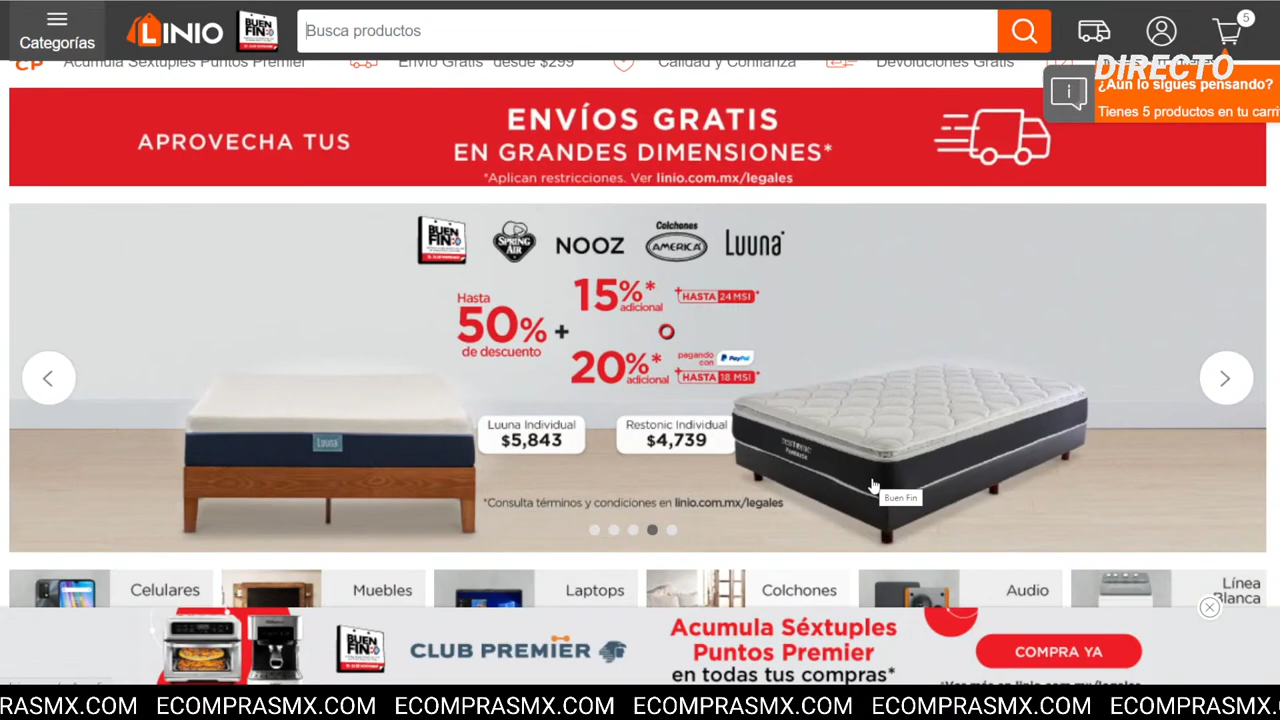 Categorías
LINIO
BUEN FIN
Busca productos
5
Acumula Séxtuples Puntos Premier
Envío Gratis desde $299
Calidad y Confianza
Devoluciones Gratis
DIRECTO
¿Aún lo sigues pensando?
Tienes 5 productos en tu carri
APROVECHA TUS
ENVÍOS GRATIS
EN GRANDES DIMENSIONES*
*Aplican restricciones. Ver linio.com.mx/legales
BUEN FIN
SPRING AIR
NOOZ
Colchones AMERICA
Luuna
Hasta
50%
de descuento
+
15%*
adicional
+HASTA 24 MSI*
O
20%*
adicional
pagando con PayPal
+HASTA 18 MSI*
Luuna Individual
$5,843
Restonic Individual
$4,739
Luuna
restonic
*Consulta términos y condiciones en linio.com.mx/legales
Buen Fin
Celulares
Muebles
Laptops
Colchones
Audio
Línea
Blanca
BUEN FIN
CLUB PREMIER
Acumula Séxtuples
Puntos Premier
en todas tus compras*
COMPRA YA
RASMX.COM ECOMPRASMX.COM ECOMPRASMX.COM ECOMPRASMX.COM ECOMPRASMX.